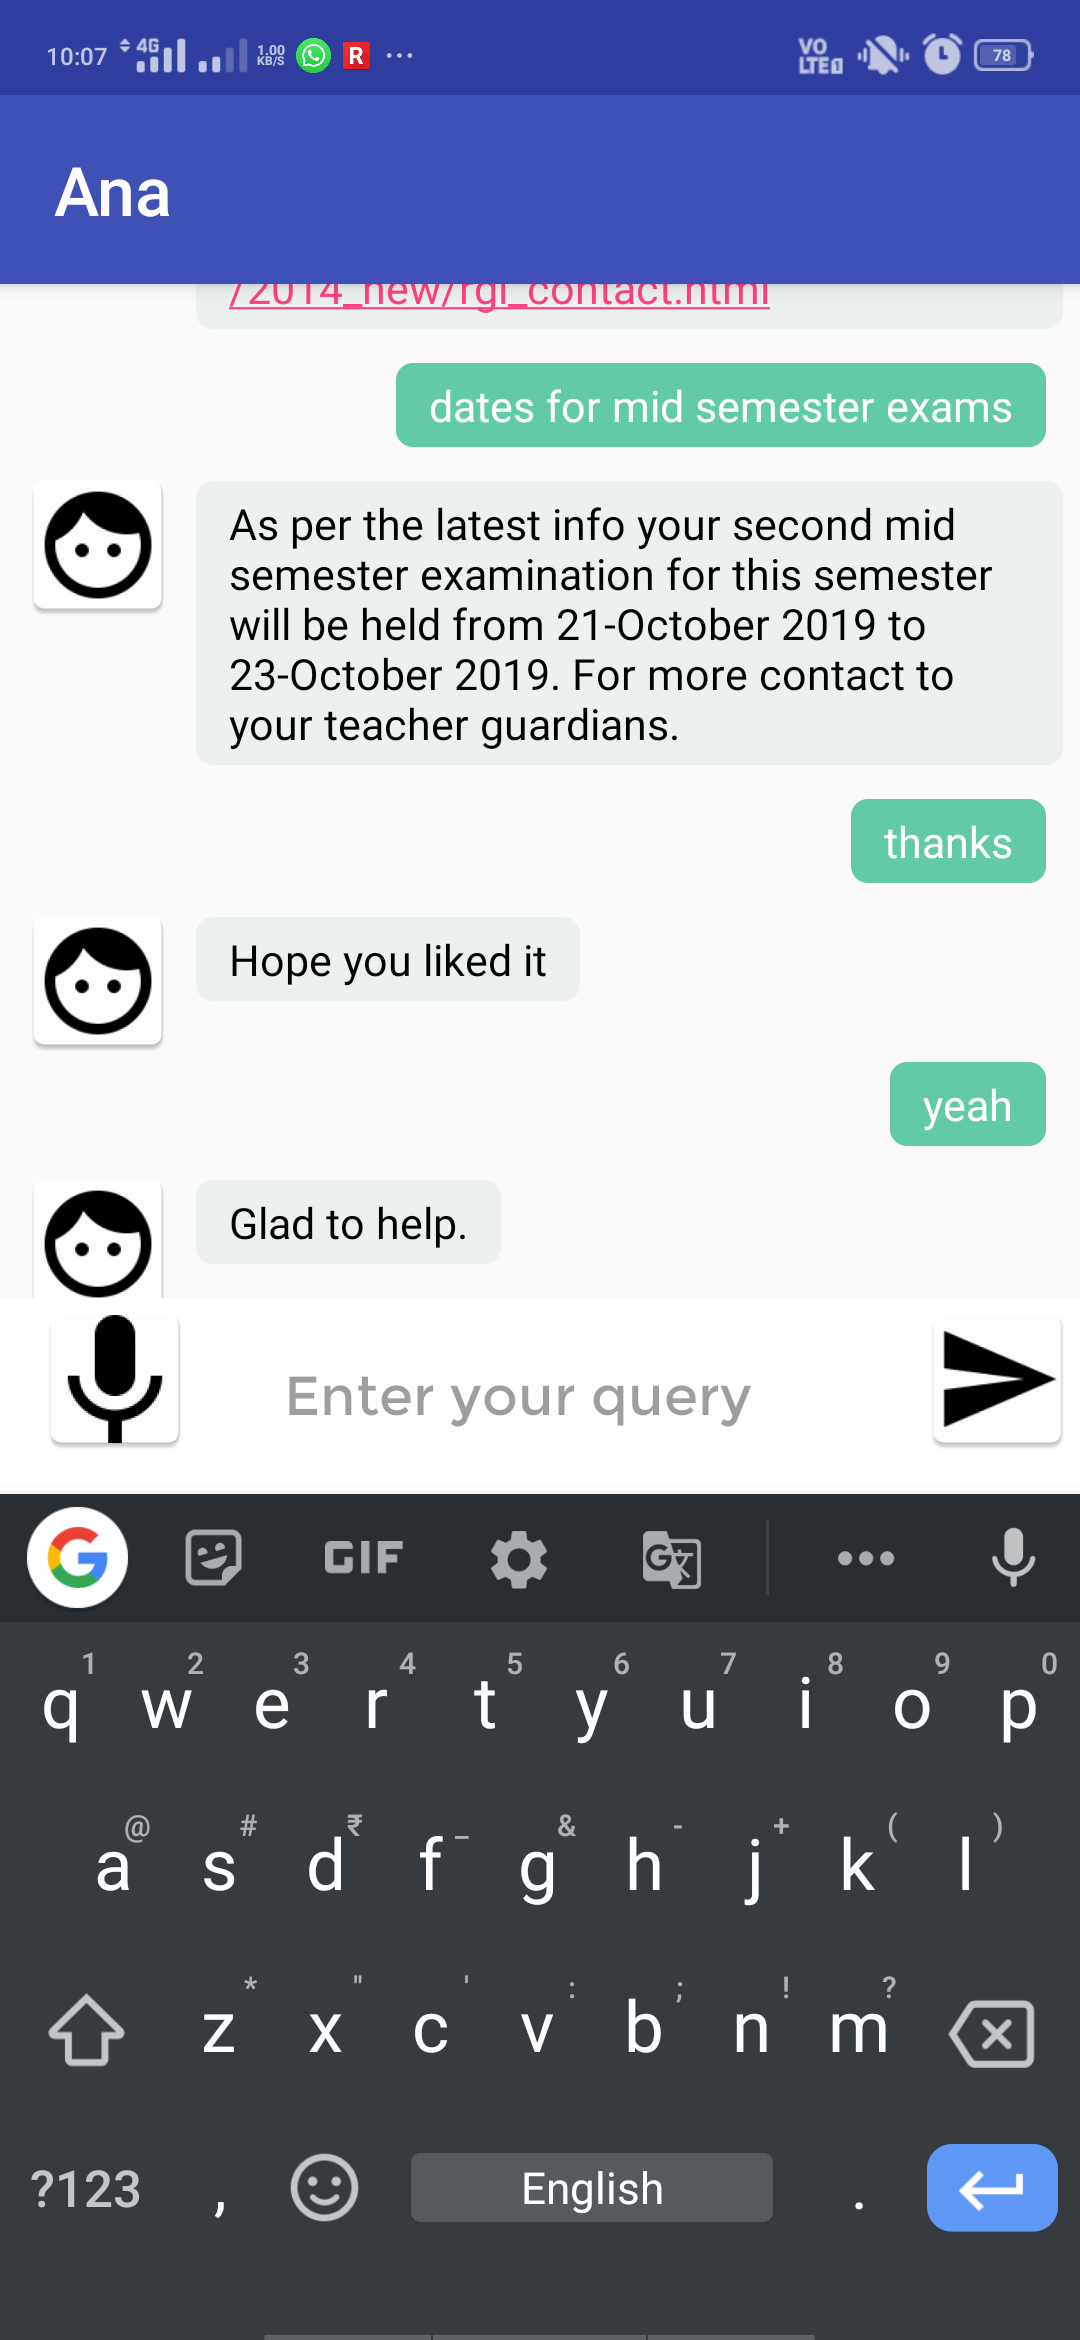 10:07 4G 1.00 KB/S R ... VO LTE 1 78
Ana
/2014_new/rgi_contact.html
dates for mid semester exams
As per the latest info your second mid
semester examination for this semester
will be held from 21-October 2019 to
23-October 2019. For more contact to
your teacher guardians.
thanks
Hope you liked it
yeah
Glad to help.
Enter your query
G GIF G文
1 2 3 4 5 6 7 8 9 0
q w e r t y u i o p
@ # ₹ _ & - + ( )
a s d f g h j k l
* " ' : ; ! ?
z x c v b n m
?123 , English .